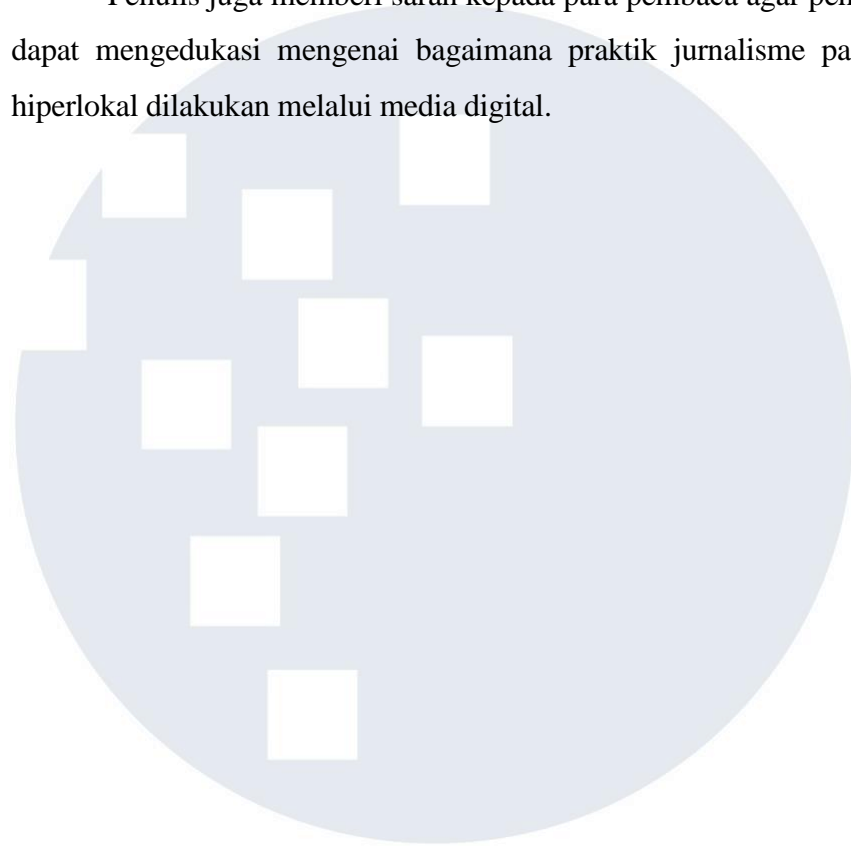 Penulis juga memberi saran kepada para pembaca agar
dapat mengedukasi mengenai bagaimana praktik jurnalisme
hiperlokal dilakukan melalui media digital.